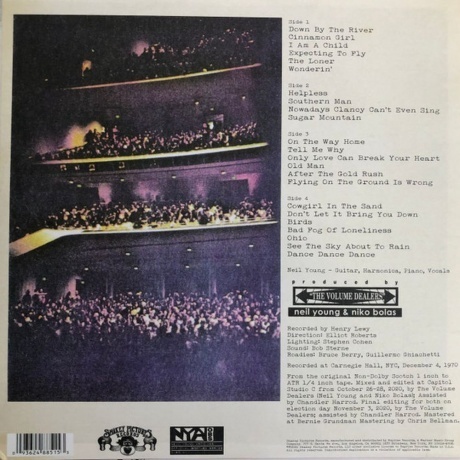 Side 1
Down By The River
Cinnamon Girl
I Am A Child
Expecting To Fly
The Loner
Wonderin'
Side 2
Helpless
Southern Man
Nowadays Clancy Can't Even Sing
Sugar Mountain
Side 3
On The Way Home
Tell Me Why
Only Love Can Break Your Heart
Old Man
After The Gold Rush
Flying On The Ground Is Wrong
Side 4
Cowgirl In The Sand
Don't Let It Bring You Down
Birds
Bad Fog Of Loneliness
Ohio
See The Sky About To Rain
Dance Dance Dance
Neil Young - Guitar, Harmonica, Piano, Vocals
produced by
"THE VOLUME DEALERS"
neil young & niko bolas
Recorded by Henry Lewy
Direction: Elliot Roberts
Lighting: Stephen Cohen
Sound: Bob Sterne
Roadies: Bruce Berry, Guillermo Giachetti
Recorded at Carnegie Hall, NYC, December 4, 1970
From the original Non-Dolby Scotch 1 inch to
ATR 1/4 inch tape. Mixed and edited at Capitol
Studio C from October 26-28, 2020, by The Volume
Dealers (Neil Young and Niko Bolas) assisted
by Chandler Harrod. Final editing for both on
election day November 3, 2020, by The Volume
Dealers; assisted by Chandler Harrod. Mastered
at Bernie Grundman Mastering by Chris Bellman.
NYA